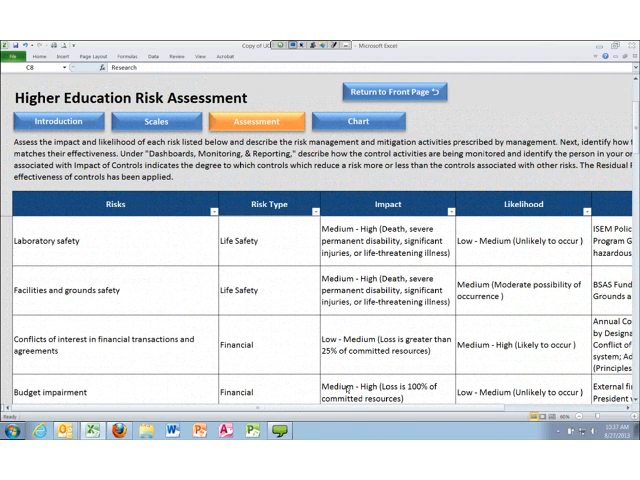 Copy of UC
- Microsoft Excel
File Home Insert Page Layout Formulas Data Review View Acrobat
C8 fx Research
Higher Education Risk Assessment
Return to Front Page
Introduction Scales Assessment Chart
Assess the impact and likelihood of each risk listed below and describe the risk management and mitigation activities prescribed by management. Next, identify how
matches their effectiveness. Under "Dashboards, Monitoring, & Reporting," describe how the control activities are being monitored and identify the person in your or
associated with Impact of Controls indicates the degree to which controls which reduce a risk more or less than the controls associated with other risks. The Residual
effectiveness of controls has been applied.
Risks Risk Type Impact Likelihood
Laboratory safety
Life Safety
Medium - High (Death, severe
permanent disability, significant
injuries, or life-threatening illness)
Low - Medium (Unlikely to occur )
ISEM Polic
Program G
hazardous
Facilities and grounds safety
Life Safety
Medium - High (Death, severe
permanent disability, significant
injuries, or life-threatening illness)
Medium (Moderate possibility of
occurrence )
BSAS Fund
Grounds a
Conflicts of interest in financial transactions and
agreements
Financial
Low - Medium (Loss is greater than
25% of committed resources)
Medium - High (Likely to occur )
Annual Co
by Designa
Conflict of
system; Ad
(Principles
Budget impairment
Financial
Medium - High (Loss is 100% of
committed resources)
Low - Medium (Unlikely to occur )
External fi
President
Ready
60%
10:37 AM
8/27/2013